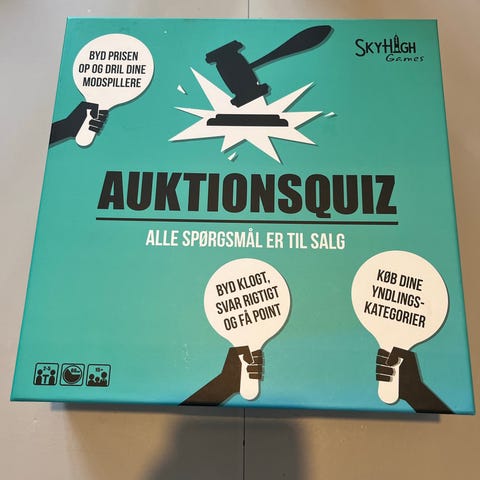 BYD PRISEN
OP OG DRIL DINE
MODSPILLERE
SKYHIGH
Games
AUKTIONSQUIZ
ALLE SPØRGSMÅL ER TIL SALG
BYD KLOGT,
SVAR RIGTIGT
OG FÅ POINT
KØB DINE
YNDLINGS-
KATEGORIER
15+